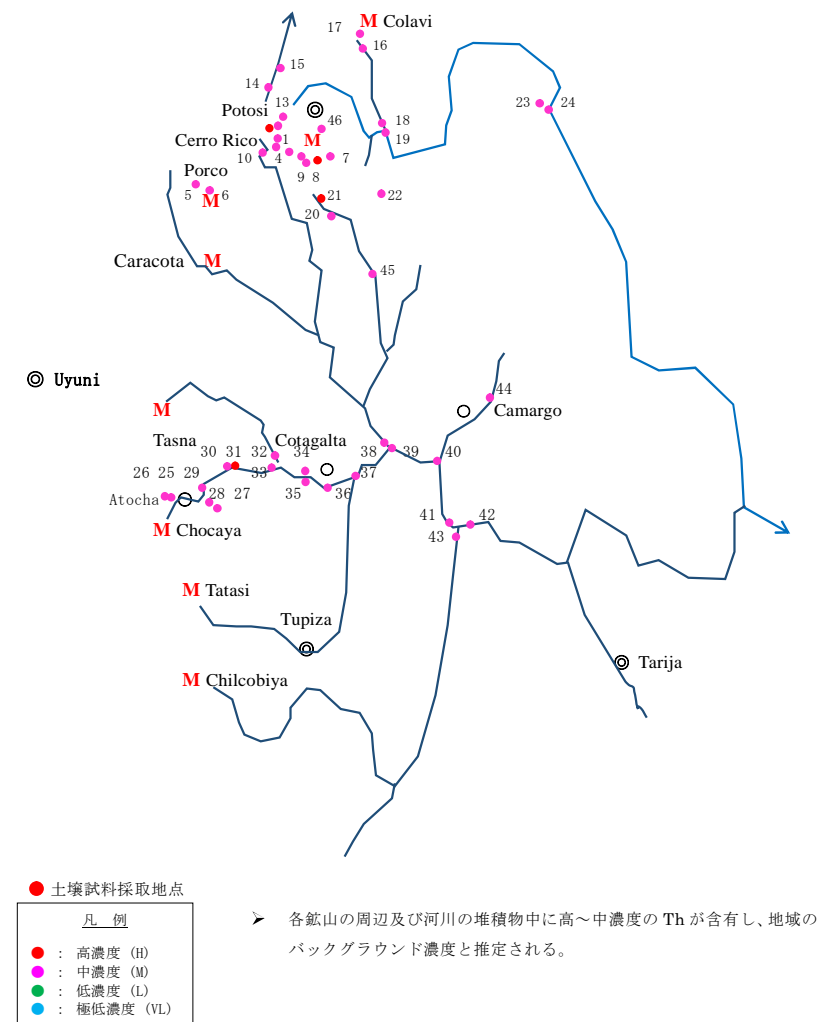 17 M Colavi
16
15
14
Potosi 13
46
23 24
18
Cerro Rico 1 M
19
10 4 7
9 8
Porco
5 6
M
21
22
20
Caracota M
45
Uyuni
M
44
Camargo
Tasna
30 31 32 Cotagalta
34
38 39 40
26 25 29 33 37
Atocha 28 27 35 36
M Chocaya
41 42
43
M Tatasi
Tupiza
Tarija
M Chilcobiya
土壌試料採取地点
凡 例
: 高濃度 (H)
: 中濃度 (M)
: 低濃度 (L)
: 極低濃度 (VL)
➢ 各鉱山の周辺及び河川の堆積物中に高～中濃度の Th が含有し、地域の
バックグラウンド濃度と推定される。